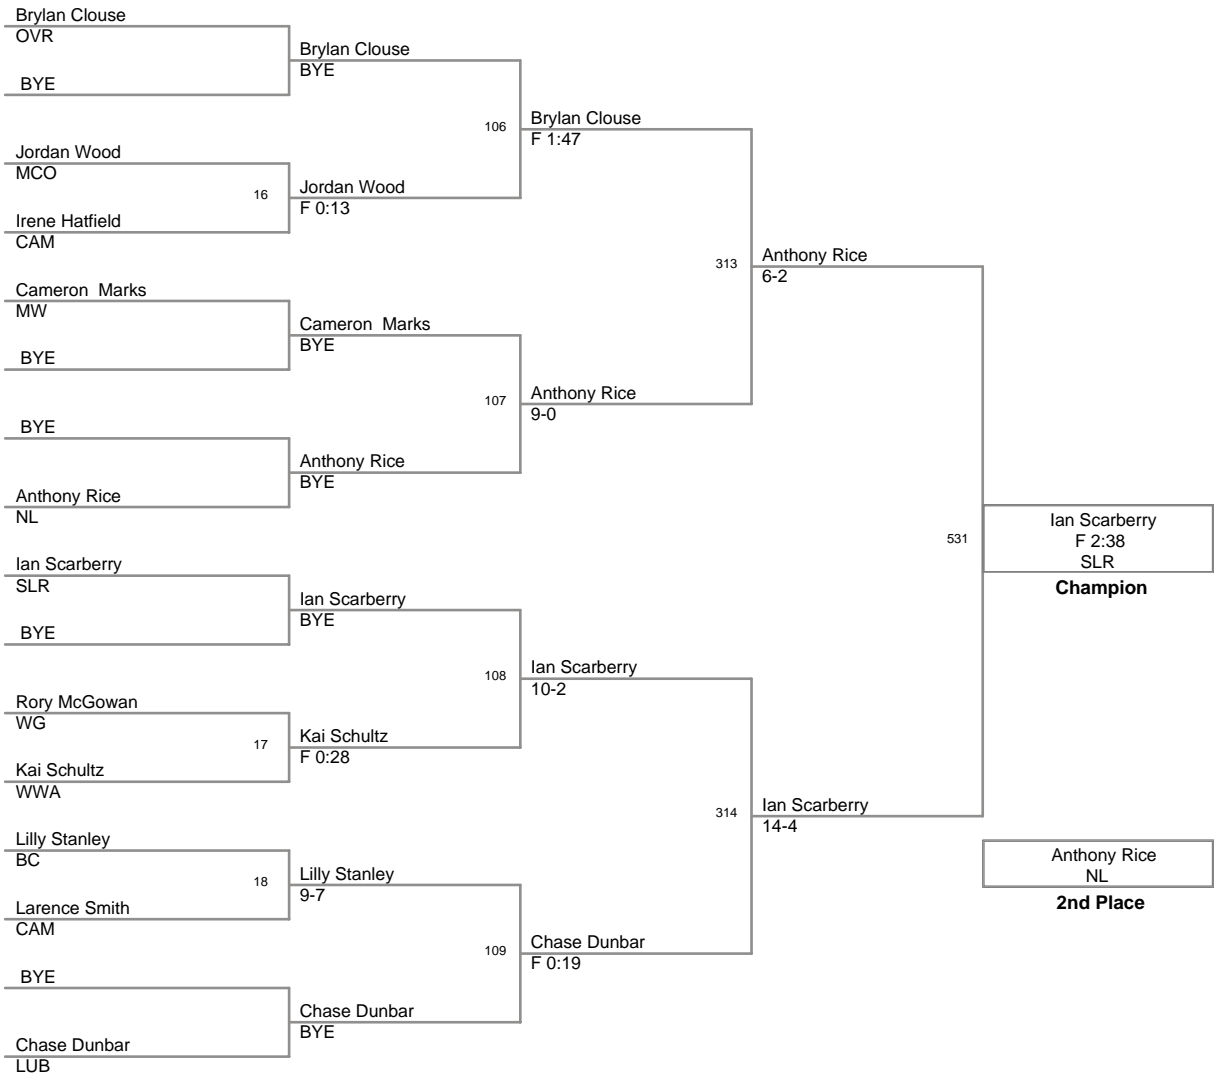 Brylan Clouse
OVR
BYE
Jordan Wood
MCO
Irene Hatfield
CAM
Cameron  Marks
MW
BYE
BYE
Anthony Rice
NL
Ian Scarberry
SLR
BYE
Rory McGowan
WG
Kai Schultz
WWA
Lilly Stanley
BC
Larence Smith
CAM
BYE
Chase Dunbar
LUB
Brylan Clouse
BYE
16
Jordan Wood
F 0:13
Cameron  Marks
BYE
Anthony Rice
BYE
Ian Scarberry
BYE
17
Kai Schultz
F 0:28
18
Lilly Stanley
9-7
Chase Dunbar
BYE
106
Brylan Clouse
F 1:47
107
Anthony Rice
9-0
108
Ian Scarberry
10-2
109
Chase Dunbar
F 0:19
313
Anthony Rice
6-2
314
Ian Scarberry
14-4
531
Ian Scarberry
F 2:38
SLR
Champion
Anthony Rice
NL
2nd Place